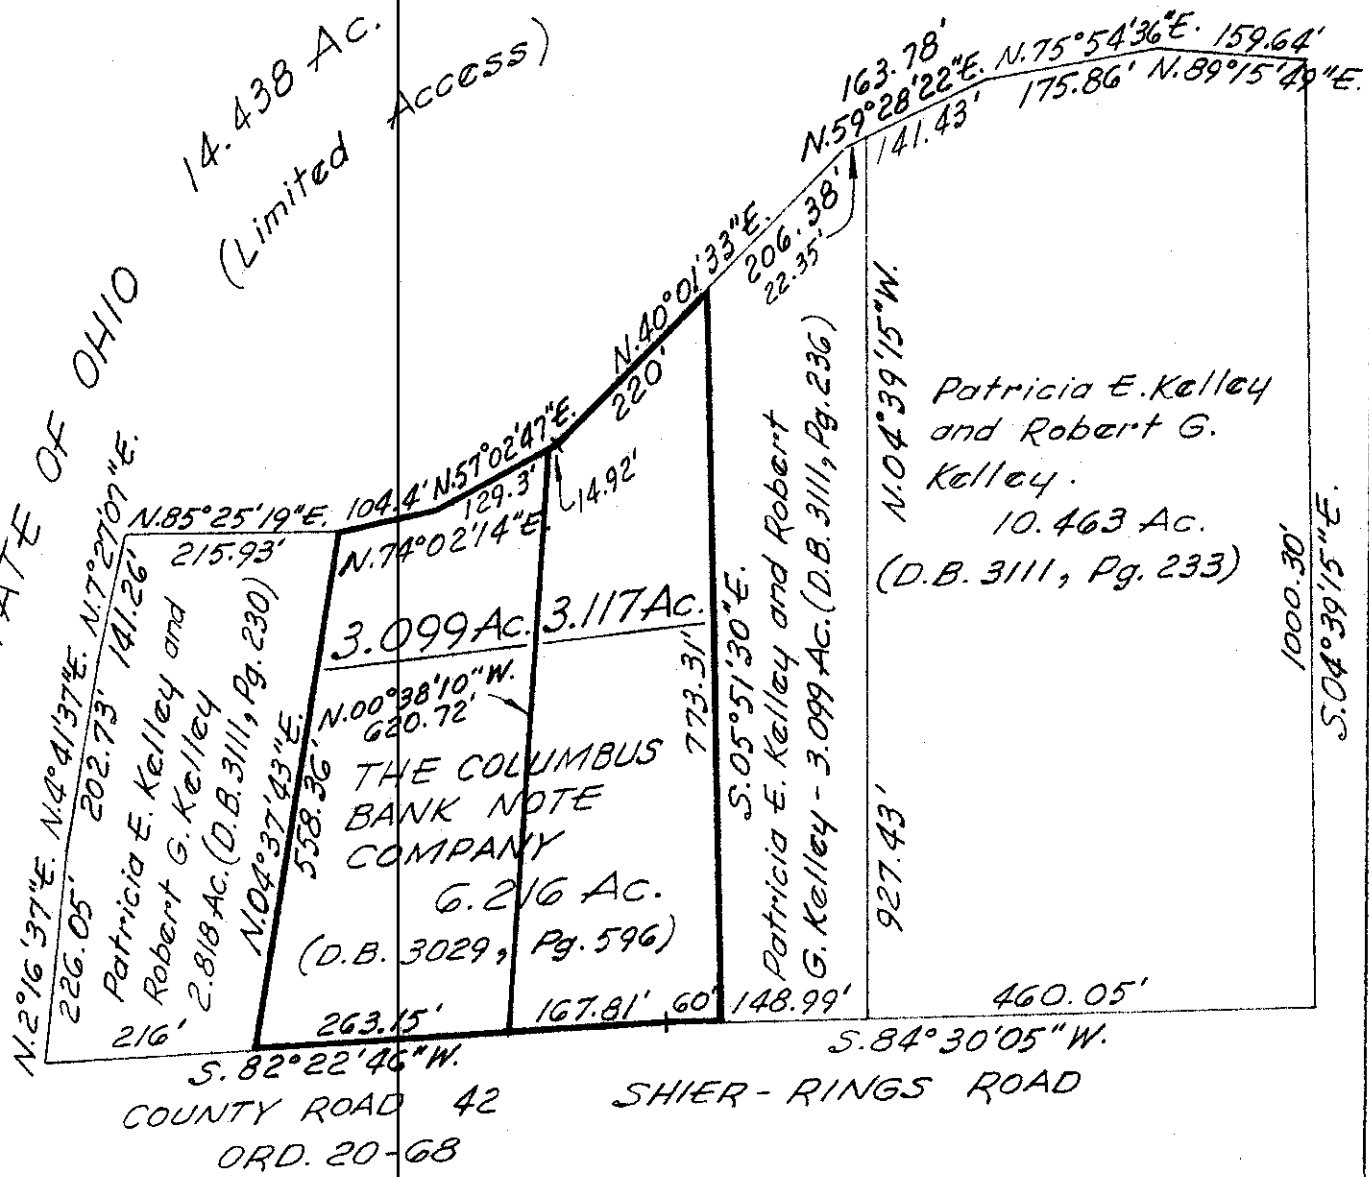 14.438 Ac.
(Limited Access)
ATE OF OHIO
163.78'
N.59°28'22"E.
141.43'
N.75°54'36"E.
175.86'
159.64'
N.89°15'49"E.
206.38'
22.35'
N.40°01'33"E.
220'
N.57°02'47"E.
129.3'
14.92'
104.4'
N.74°02'14"E.
N.85°25'19"E.
215.93'
N.7°27'07"E.
141.26'
N.4°41'37"E.
202.73'
N.2°16'37"E.
226.05'
Patricia E. Kelley and
Robert G. Kelley
2.818 Ac. (D.B. 3111, Pg. 230)
216'
N.04°37'43"E.
558.36'
3.099 Ac.
3.117 Ac.
N.00°38'10"W.
620.72'
THE COLUMBUS
BANK NOTE
COMPANY
6.216 Ac.
(D.B. 3029, Pg. 596)
773.31'
S.05°51'30"E.
Patricia E. Kelley and Robert
G. Kelley - 3.099 Ac. (D.B. 3111, Pg. 236)
N.04°39'15"W.
927.43'
Patricia E. Kelley
and Robert G.
Kelley.
10.463 Ac.
(D.B. 3111, Pg. 233)
1000.30'
S.04°39'15"E.
263.15'
167.81'
60'
148.99'
460.05'
S. 82°22'46"W.
S.84°30'05"W.
COUNTY ROAD 42
SHIER-RINGS ROAD
ORD. 20-68